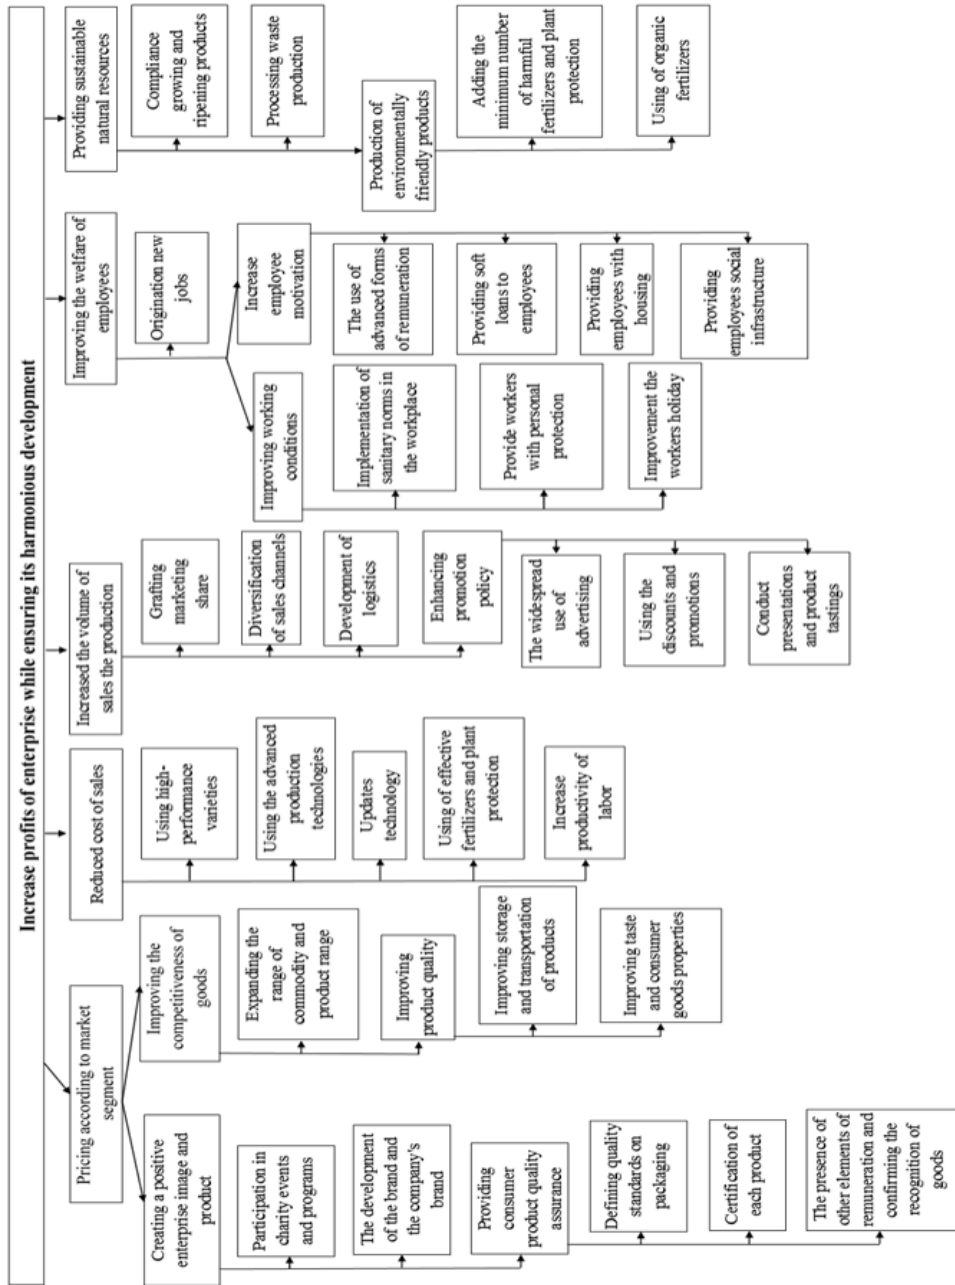 Increase profits of enterprise while ensuring its harmonious development
Pricing according to market
segment
Creating a positive
enterprise image and
product
Participation in
charity events
and programs
The development
of the brand and
the company's
brand
Providing
consumer
product quality
assurance
Defining quality
standards on
packaging
Certification of
each product
The presence of
other elements of
remuneration and
confirming the
recognition of
goods
Improving the
competitiveness of
goods
Expanding the
range of
commodity and
product range
Improving
product quality
Improving storage
and transportation
of products
Improving taste
and consumer
goods properties
Reduced cost of sales
Using high-
performance
varieties
Using the advanced
production
technologies
Updates
technology
Using of effective
fertilizers and plant
protection
Increase
productivity of
labor
Increased the volume of
sales the production
Grafting
marketing
share
Diversification
of sales channels
Development of
logistics
Enhancing
promotion
policy
The widespread
use of
advertising
Using the
discounts and
promotions
Conduct
presentations
and product
tastings
Improving the welfare of
employees
Origination new
jobs
Improving working
conditions
Implementation of
sanitary norms in
the workplace
Provide workers
with personal
protection
Improvement the
workers holiday
Increase
employee
motivation
The use of
advanced forms
of remuneration
Providing soft
loans to
employees
Providing
employees with
housing
Providing
employees social
infrastructure
Providing sustainable
natural resources
Compliance
growing and
ripening products
Processing waste
production
Production of
environmentally
friendly products
Adding the
minimum number
of harmful
fertilizers and plant
protection
Using of organic
fertilizers